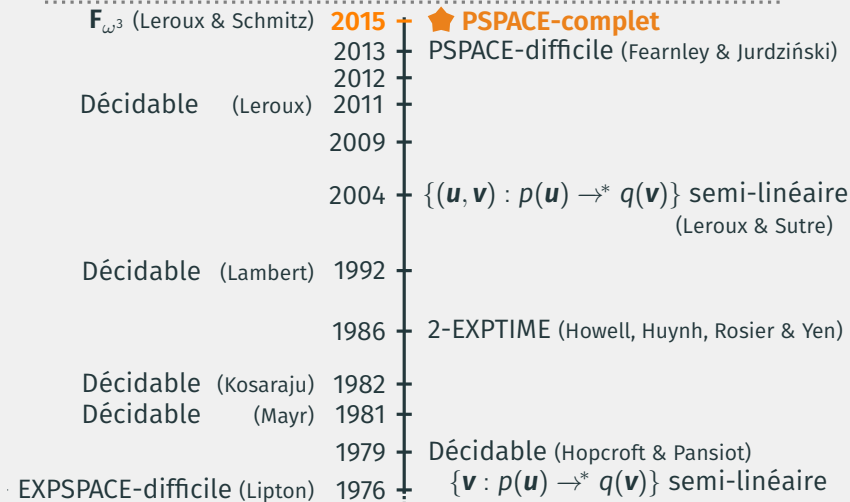 F_ω³ (Leroux & Schmitz) 2015 PSPACE-complet
2013 PSPACE-difficile (Fearnley & Jurdziński)
2012
Décidable (Leroux) 2011
2009
2004 {(u, v) : p(u) →* q(v)} semi-linéaire
(Leroux & Sutre)
Décidable (Lambert) 1992
1986 2-EXPTIME (Howell, Huynh, Rosier & Yen)
Décidable (Kosaraju) 1982
Décidable (Mayr) 1981
1979 Décidable (Hopcroft & Pansiot)
EXPSPACE-difficile (Lipton) 1976 {v : p(u) →* q(v)} semi-linéaire